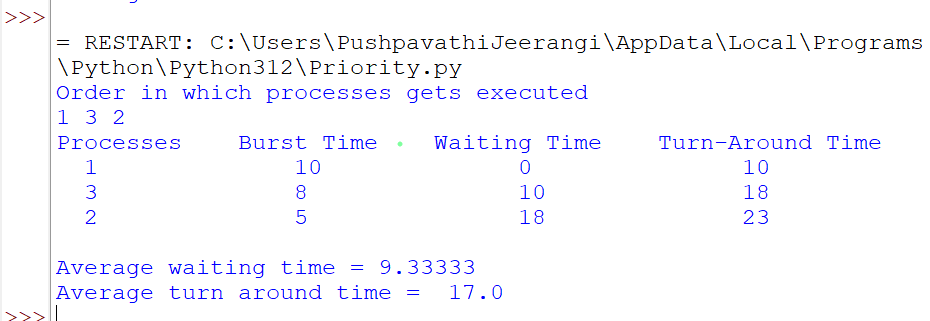 >>>
= RESTART: C:\Users\PushpavathiJeerangi\AppData\Local\Programs
\Python\Python312\Priority.py
Order in which processes gets executed
1 3 2
Processes Burst Time Waiting Time Turn-Around Time
1 10 0 10
3 8 10 18
2 5 18 23
Average waiting time = 9.33333
Average turn around time = 17.0
>>>